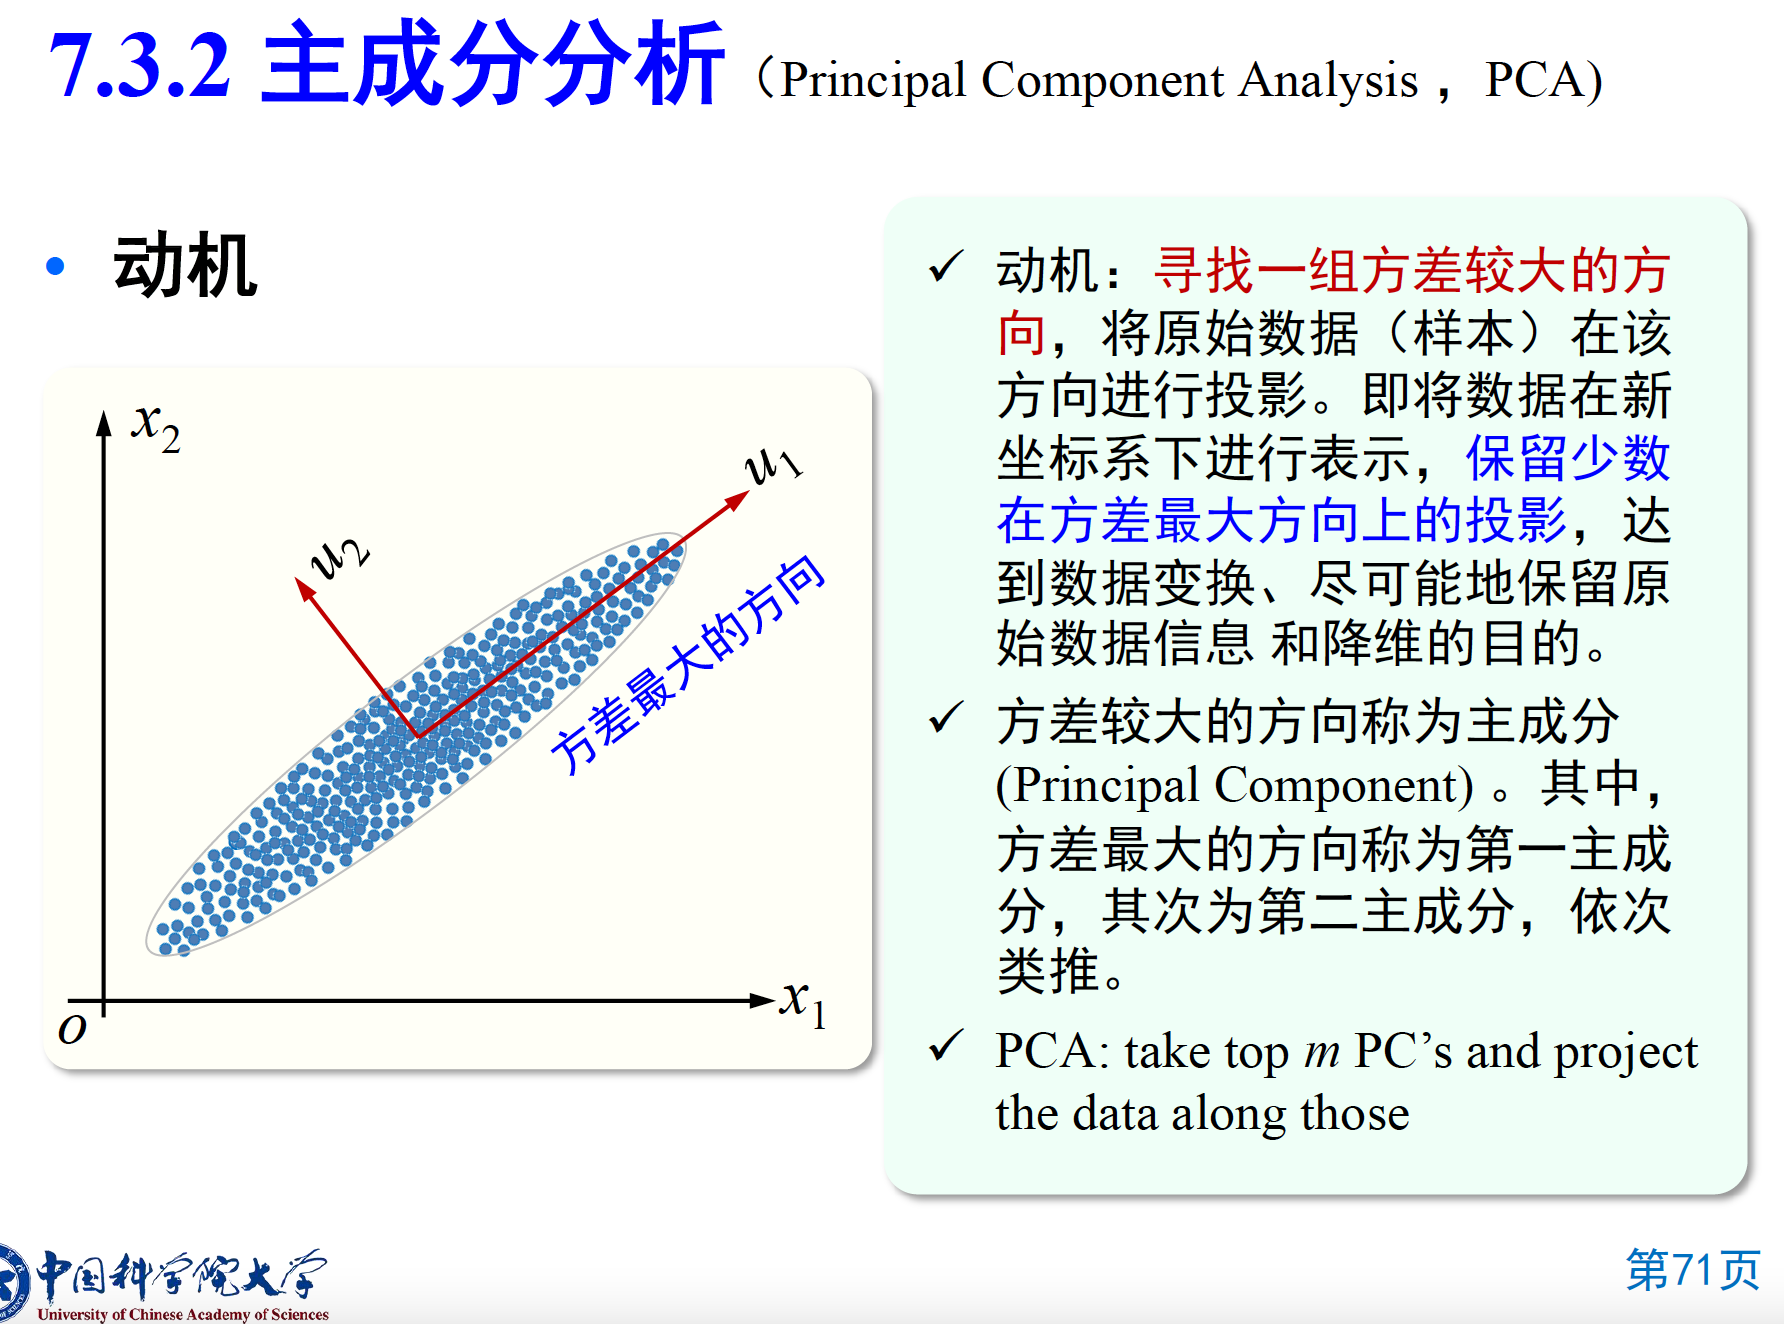 7.3.2 主成分分析（Principal Component Analysis ，PCA)
• 动机
x2
u1
u2
方差最大的方向
x1
o
✓ 动机：寻找一组方差较大的方
向，将原始数据（样本）在该
方向进行投影。即将数据在新
坐标系下进行表示，保留少数
在方差最大方向上的投影，达
到数据变换、尽可能地保留原
始数据信息 和降维的目的。
✓ 方差较大的方向称为主成分
(Principal Component) 。其中，
方差最大的方向称为第一主成
分，其次为第二主成分，依次
类推。
✓ PCA: take top m PC’s and project
the data along those
中国科学院大学
University of Chinese Academy of Sciences
第71页